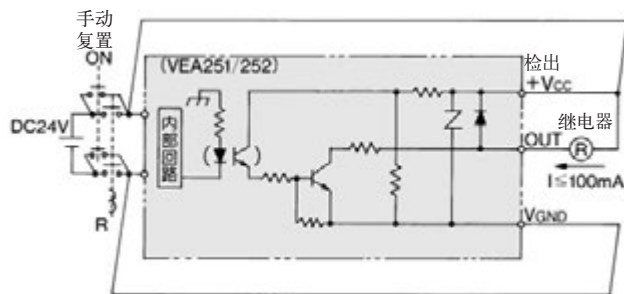 手动
复置
ON
(VEA251/252)
检出
+Vcc
DC24V
内部回路
继电器
OUT
R
I≤100mA
R
VGND